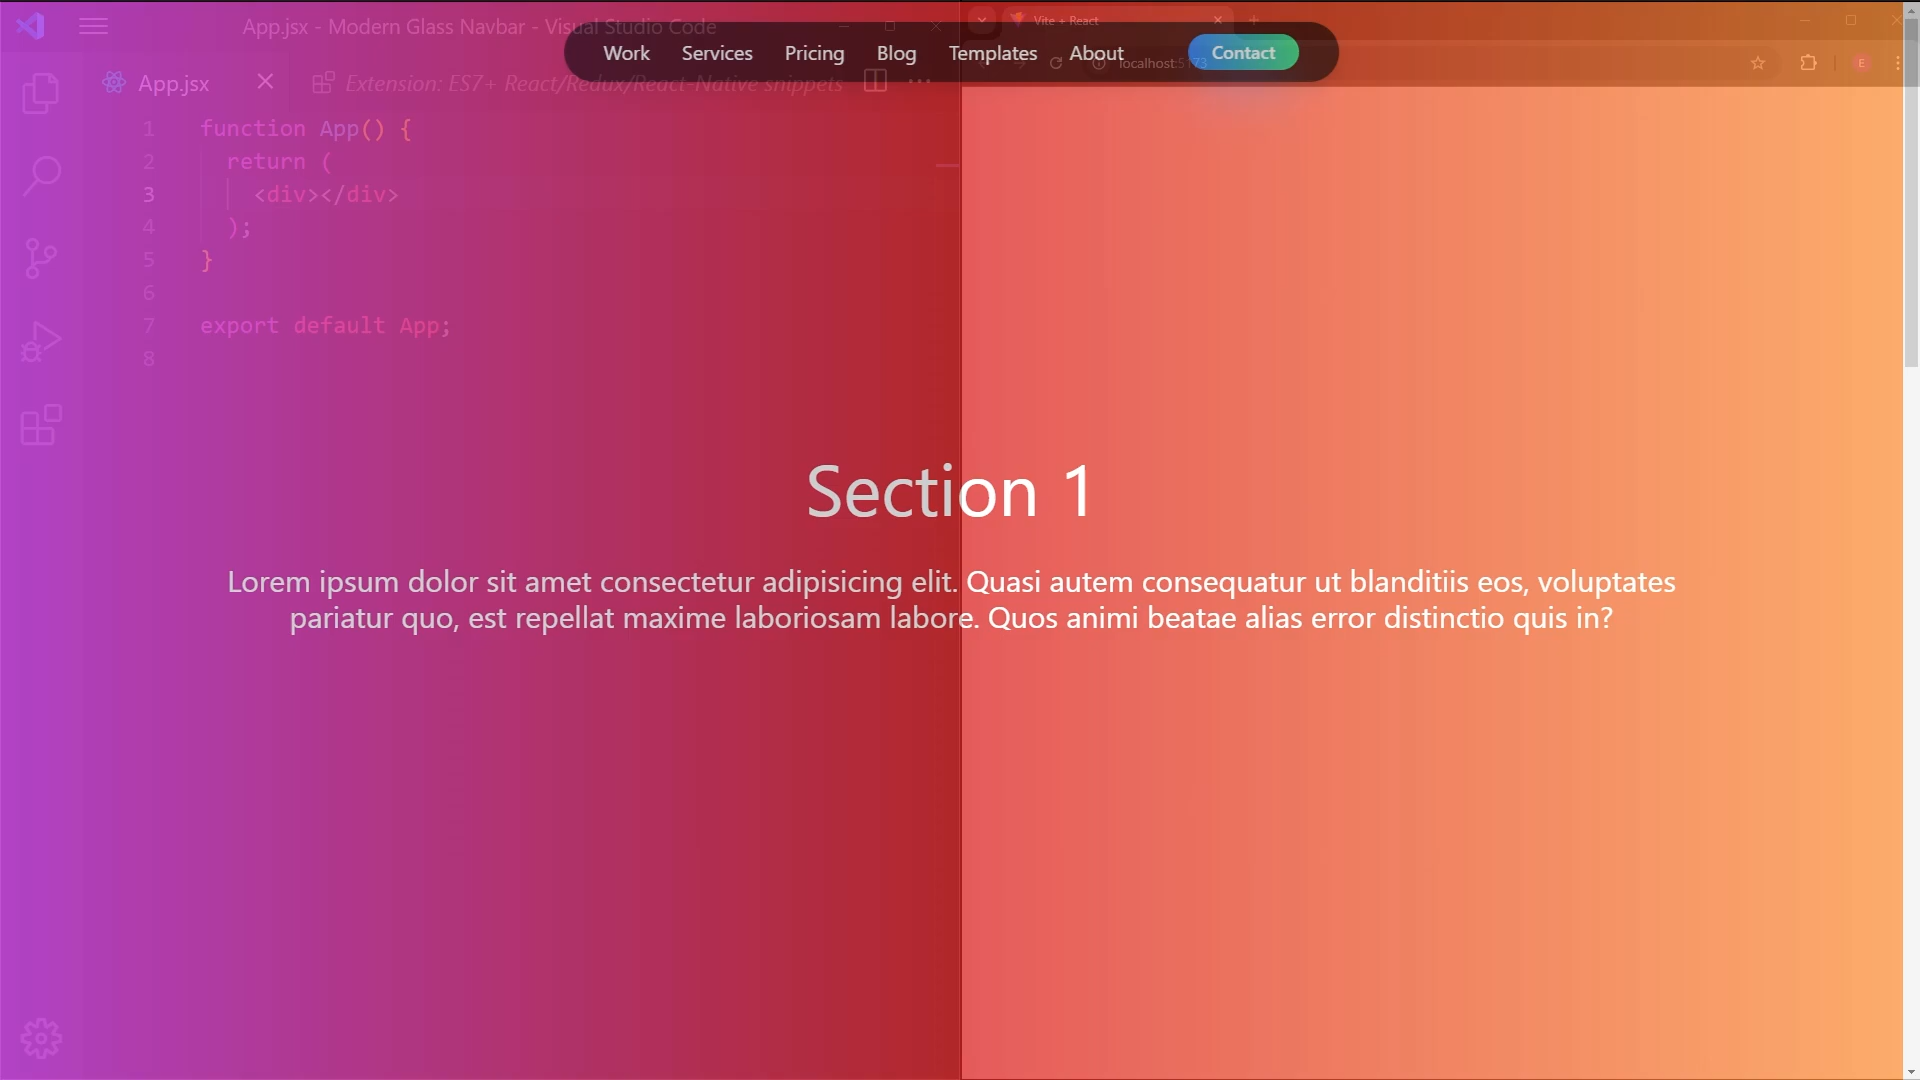 App.jsx - Modern Glass Navbar - Visual Studio Code
Vite + React
Work Services Pricing Blog Templates About Contact
localhost:5173
E
App.jsx
Extension: ES7+ React/Redux/React-Native snippets
1 function App() {
2 return (
3 <div></div>
4 );
5 }
6
7 export default App;
8
Section 1
Lorem ipsum dolor sit amet consectetur adipisicing elit. Quasi autem consequatur ut blanditiis eos, voluptates
pariatur quo, est repellat maxime laboriosam labore. Quos animi beatae alias error distinctio quis in?